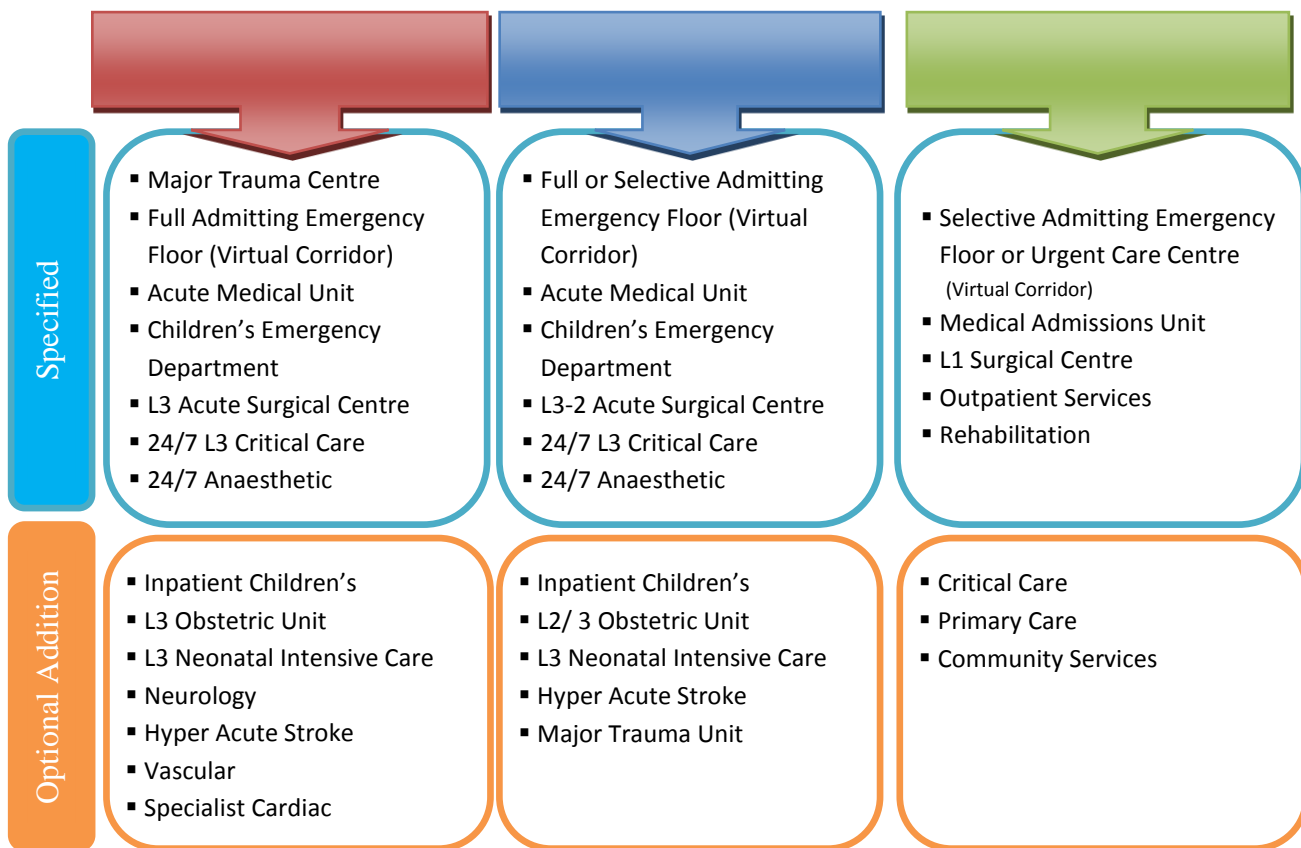 Specified
▪ Major Trauma Centre
▪ Full Admitting Emergency
Floor (Virtual Corridor)
▪ Acute Medical Unit
▪ Children’s Emergency
Department
▪ L3 Acute Surgical Centre
▪ 24/7 L3 Critical Care
▪ 24/7 Anaesthetic
▪ Full or Selective Admitting
Emergency Floor (Virtual
Corridor)
▪ Acute Medical Unit
▪ Children’s Emergency
Department
▪ L3-2 Acute Surgical Centre
▪ 24/7 L3 Critical Care
▪ 24/7 Anaesthetic
▪ Selective Admitting Emergency
Floor or Urgent Care Centre
(Virtual Corridor)
▪ Medical Admissions Unit
▪ L1 Surgical Centre
▪ Outpatient Services
▪ Rehabilitation
Optional Addition
▪ Inpatient Children’s
▪ L3 Obstetric Unit
▪ L3 Neonatal Intensive Care
▪ Neurology
▪ Hyper Acute Stroke
▪ Vascular
▪ Specialist Cardiac
▪ Inpatient Children’s
▪ L2/ 3 Obstetric Unit
▪ L3 Neonatal Intensive Care
▪ Hyper Acute Stroke
▪ Major Trauma Unit
▪ Critical Care
▪ Primary Care
▪ Community Services